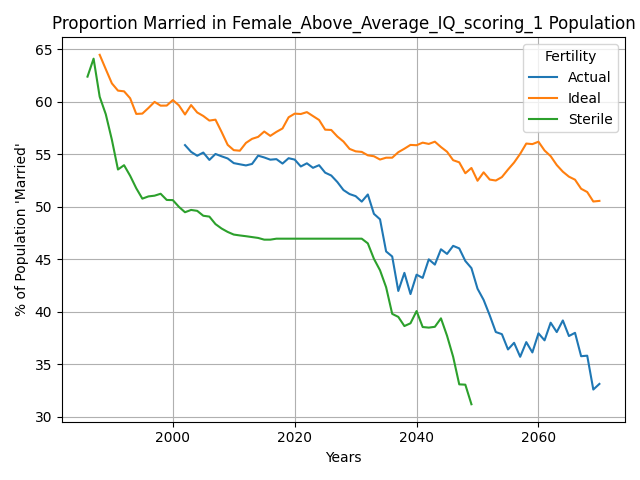 Proportion Married in Female_Above_Average_IQ_scoring_1 Population
% of Population 'Married'
65
60
55
50
45
40
35
30
Fertility
Actual
Ideal
Sterile
2000
2020
2040
2060
Years